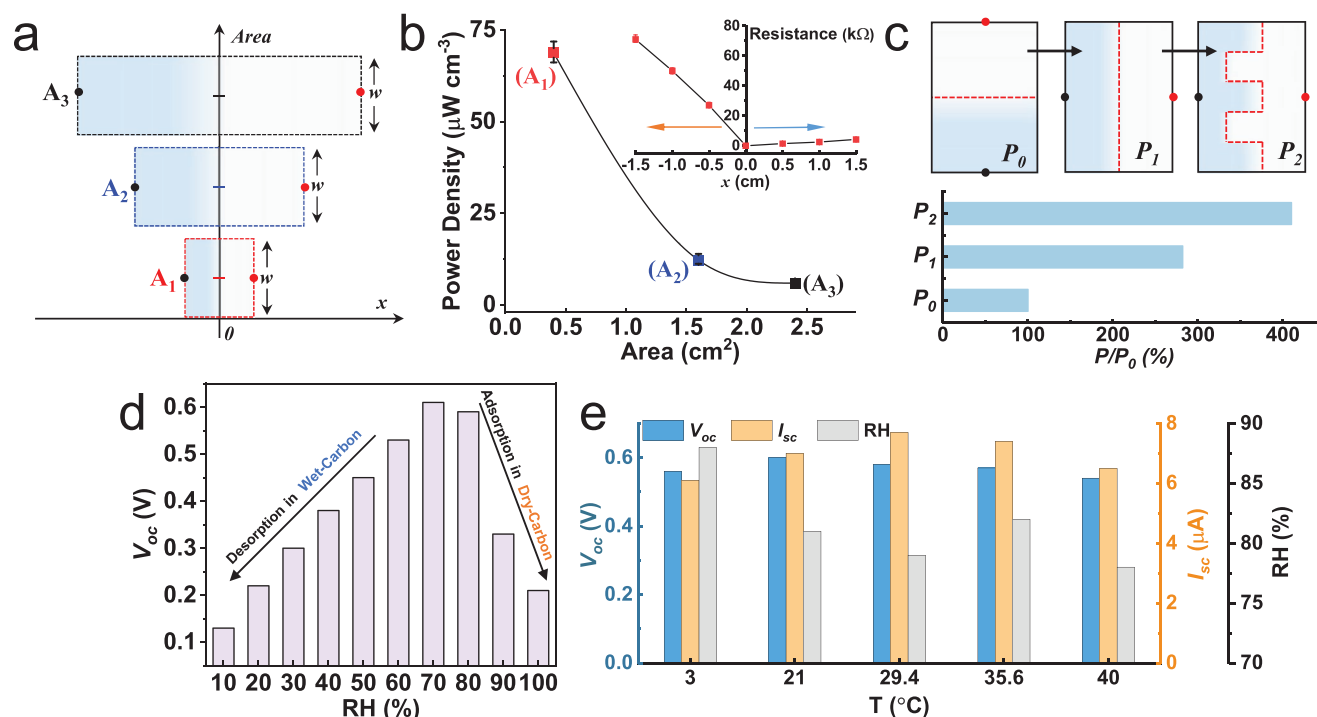 a
Area
A3
w
A2
w
A1
w
0
x
b
Power Density (μW cm-3)
75
50
25
0
0.0 0.5 1.0 1.5 2.0 2.5
Area (cm2)
(A1)
(A2)
(A3)
Resistance (kΩ)
80
60
40
20
0
-1.5 -1.0 -0.5 0.0 0.5 1.0 1.5
x (cm)
c
P0
P1
P2
P2
P1
P0
0 100 200 300 400
P/P0 (%)
d
Voc (V)
0.6
0.5
0.4
0.3
0.2
0.1
Desorption in Wet-Carbon
Adsorption in Dry-Carbon
10 20 30 40 50 60 70 80 90 100
RH (%)
e
Voc Isc RH
Voc (V)
0.6
0.4
0.2
0.0
3 21 29.4 35.6 40
T (°C)
8
6
4
2
0
Isc (μA)
90
85
80
75
70
RH (%)